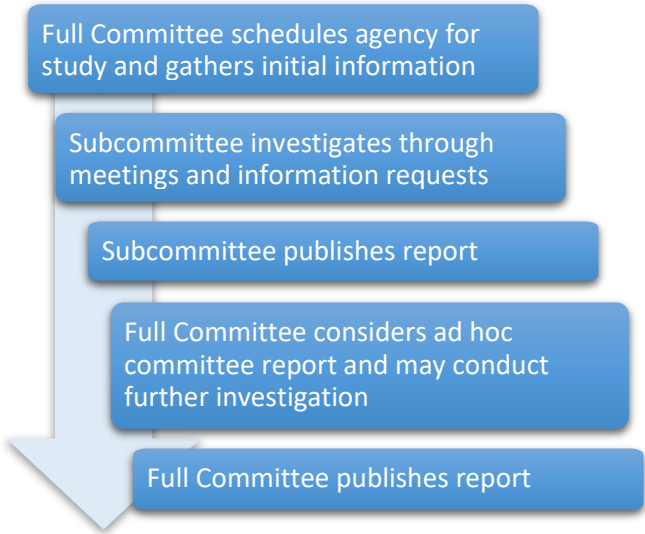 Full Committee schedules agency for
study and gathers initial information
Subcommittee investigates through
meetings and information requests
Subcommittee publishes report
Full Committee considers ad hoc
committee report and may conduct
further investigation
Full Committee publishes report